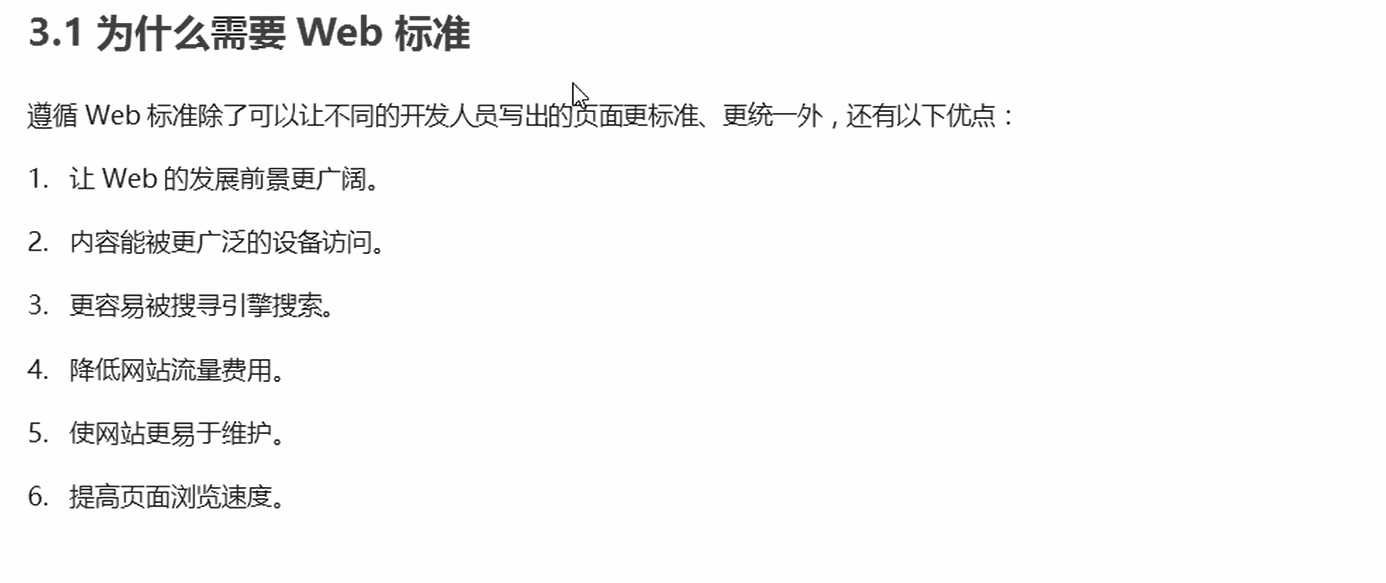 3.1 为什么需要 Web 标准
遵循 Web 标准除了可以让不同的开发人员写出的页面更标准、更统一外，还有以下优点：
1. 让 Web 的发展前景更广阔。
2. 内容能被更广泛的设备访问。
3. 更容易被搜寻引擎搜索。
4. 降低网站流量费用。
5. 使网站更易于维护。
6. 提高页面浏览速度。